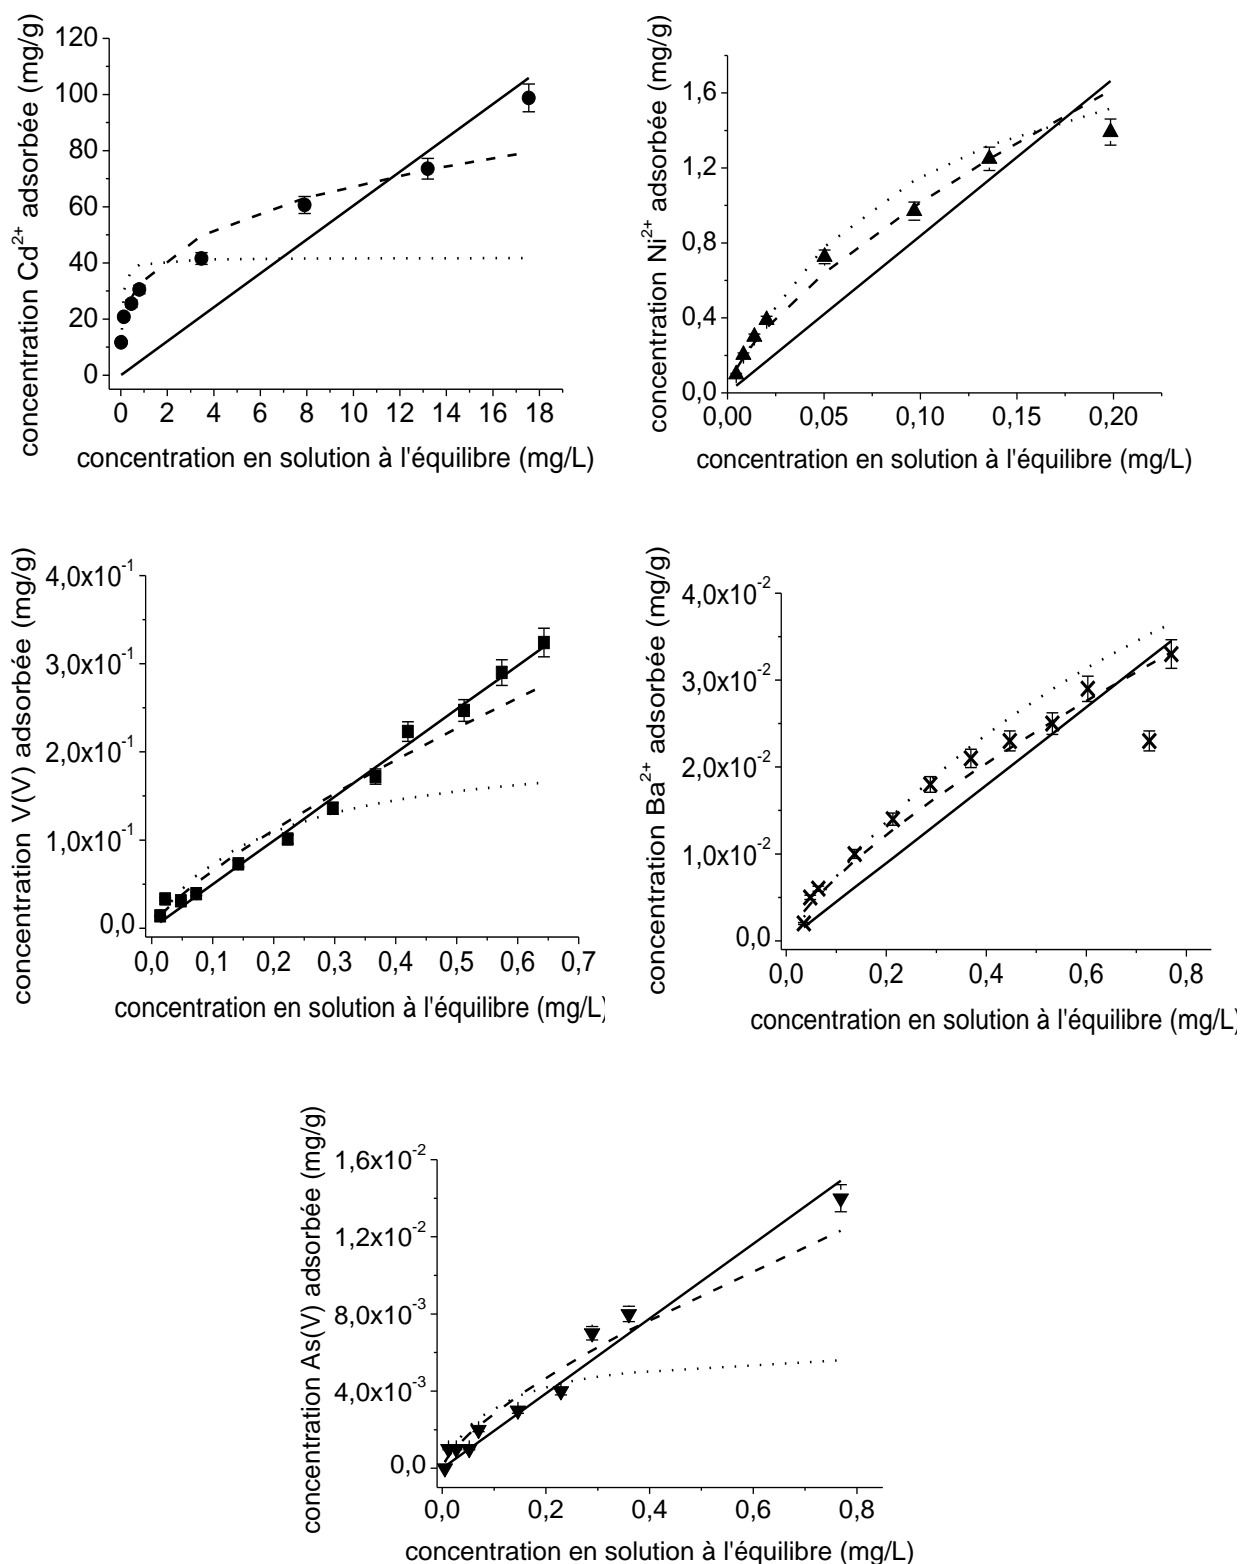 concentration Cd2+ adsorbée (mg/g)
120
100
80
60
40
20
0
0 2 4 6 8 10 12 14 16 18
concentration en solution à l'équilibre (mg/L)
concentration Ni2+ adsorbée (mg/g)
1,6
1,2
0,8
0,4
0,0
0,00 0,05 0,10 0,15 0,20
concentration en solution à l'équilibre (mg/L)
concentration V(V) adsorbée (mg/g)
4,0x10-1
3,0x10-1
2,0x10-1
1,0x10-1
0,0
0,0 0,1 0,2 0,3 0,4 0,5 0,6 0,7
concentration en solution à l'équilibre (mg/L)
concentration Ba2+ adsorbée (mg/g)
4,0x10-2
3,0x10-2
2,0x10-2
1,0x10-2
0,0
0,0 0,2 0,4 0,6 0,8
concentration en solution à l'équilibre (mg/L)
concentration As(V) adsorbée (mg/g)
1,6x10-2
1,2x10-2
8,0x10-3
4,0x10-3
0,0
0,0 0,2 0,4 0,6 0,8
concentration en solution à l'équilibre (mg/L)